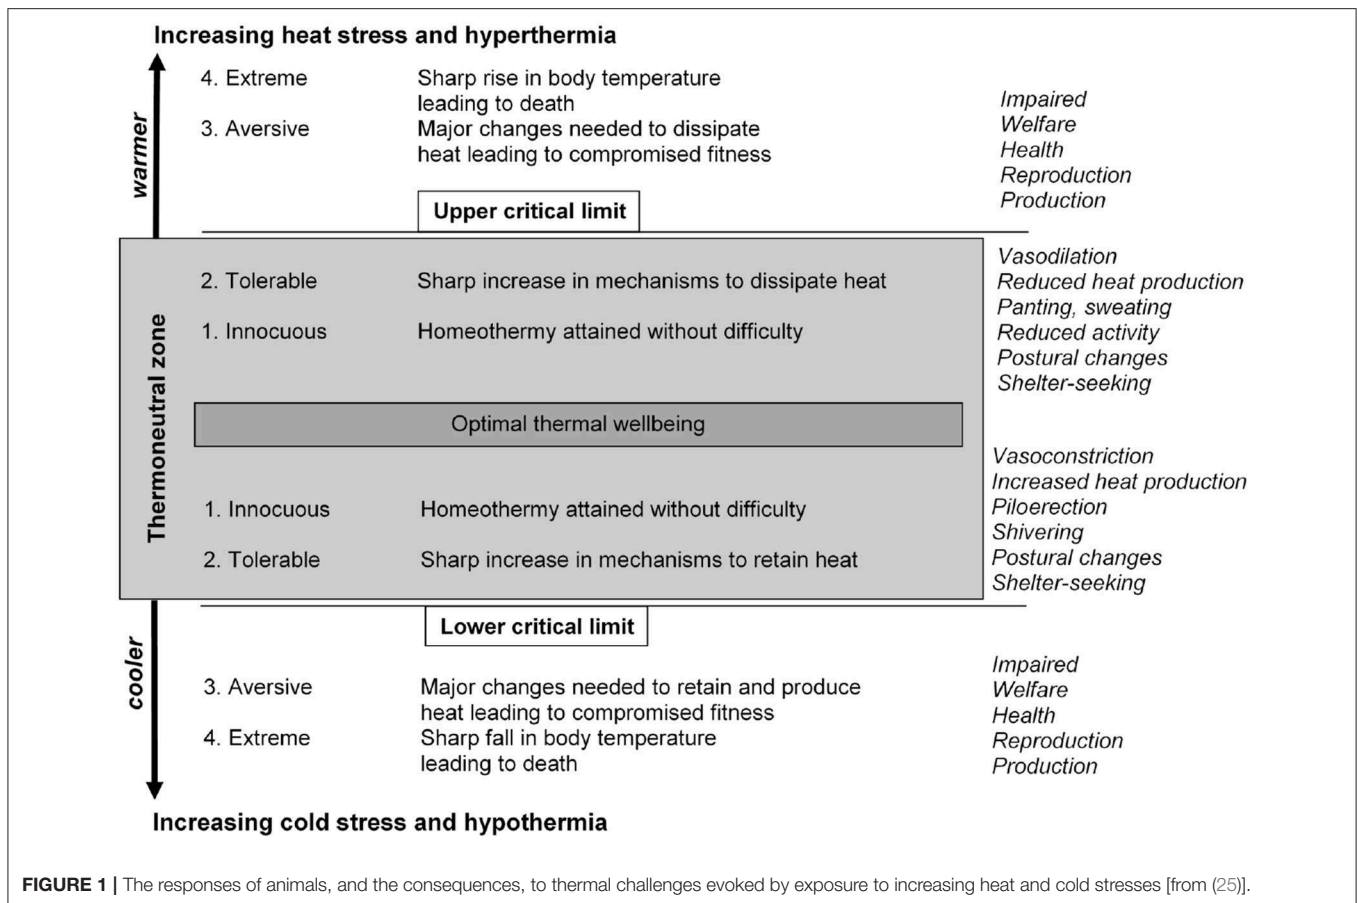 Increasing heat stress and hyperthermia
warmer
4. Extreme Sharp rise in body temperature
leading to death
3. Aversive Major changes needed to dissipate
heat leading to compromised fitness
Impaired
Welfare
Health
Reproduction
Production
Upper critical limit
Thermoneutral zone
2. Tolerable Sharp increase in mechanisms to dissipate heat
1. Innocuous Homeothermy attained without difficulty
Vasodilation
Reduced heat production
Panting, sweating
Reduced activity
Postural changes
Shelter-seeking
Optimal thermal wellbeing
1. Innocuous Homeothermy attained without difficulty
2. Tolerable Sharp increase in mechanisms to retain heat
Vasoconstriction
Increased heat production
Piloerection
Shivering
Postural changes
Shelter-seeking
Lower critical limit
cooler
3. Aversive Major changes needed to retain and produce
heat leading to compromised fitness
4. Extreme Sharp fall in body temperature
leading to death
Impaired
Welfare
Health
Reproduction
Production
Increasing cold stress and hypothermia
FIGURE 1 | The responses of animals, and the consequences, to thermal challenges evoked by exposure to increasing heat and cold stresses [from (25)].